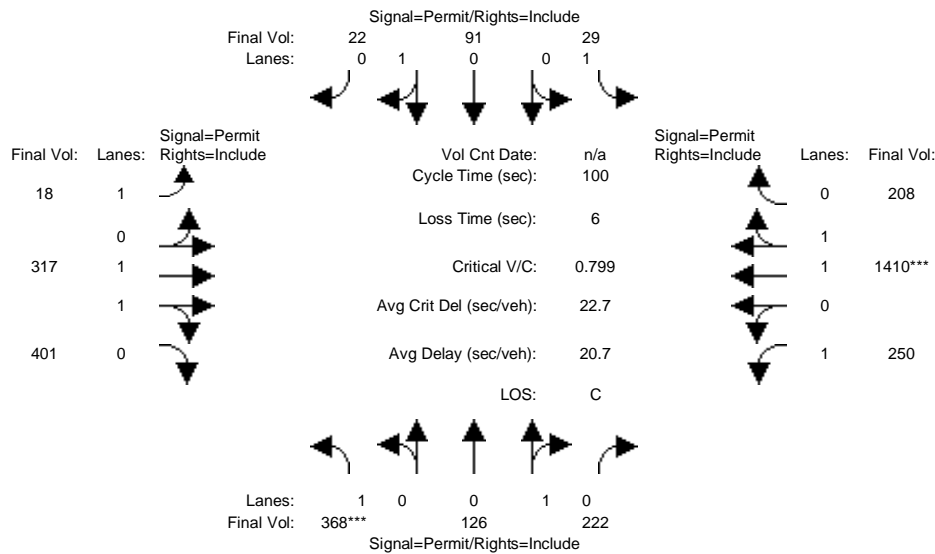 Signal=Permit/Rights=Include
Final Vol: 22 91 29
Lanes: 0 1 0 0 1
Signal=Permit
Final Vol: Lanes: Rights=Include
Vol Cnt Date: n/a
Signal=Permit
Rights=Include Lanes: Final Vol:
Cycle Time (sec): 100
18 1 0 208
Loss Time (sec): 6
0 1
317 1 Critical V/C: 0.799 1 1410***
1 Avg Crit Del (sec/veh): 22.7 0
401 0 Avg Delay (sec/veh): 20.7 1 250
LOS: C
Lanes: 1 0 0 1 0
Final Vol: 368*** 126 222
Signal=Permit/Rights=Include